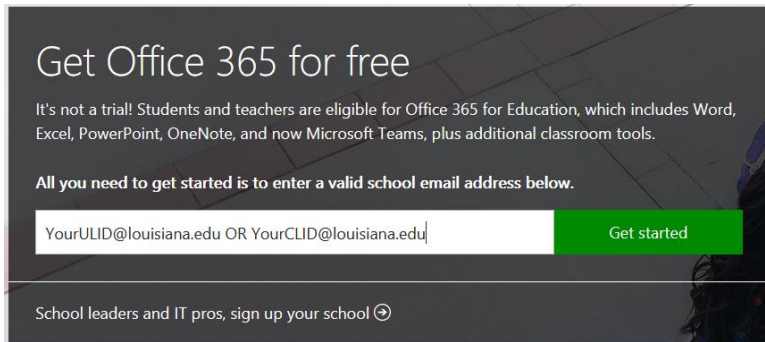 Get Office 365 for free
It's not a trial! Students and teachers are eligible for Office 365 for Education, which includes Word,
Excel, PowerPoint, OneNote, and now Microsoft Teams, plus additional classroom tools.
All you need to get started is to enter a valid school email address below.
YourULID@louisiana.edu OR YourCLID@louisiana.edu
Get started
School leaders and IT pros, sign up your school